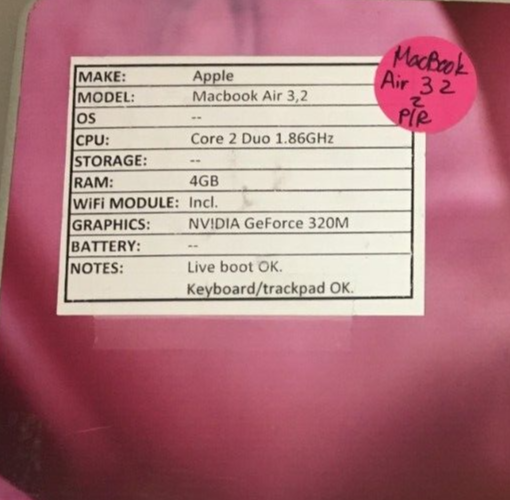 MAKE: Apple
MODEL: Macbook Air 3,2
OS --
CPU: Core 2 Duo 1.86GHz
STORAGE: --
RAM: 4GB
WiFi MODULE: Incl.
GRAPHICS: NVIDIA GeForce 320M
BATTERY: --
NOTES: Live boot OK.
Keyboard/trackpad OK.
MacBook
Air 3 2
2
P/R